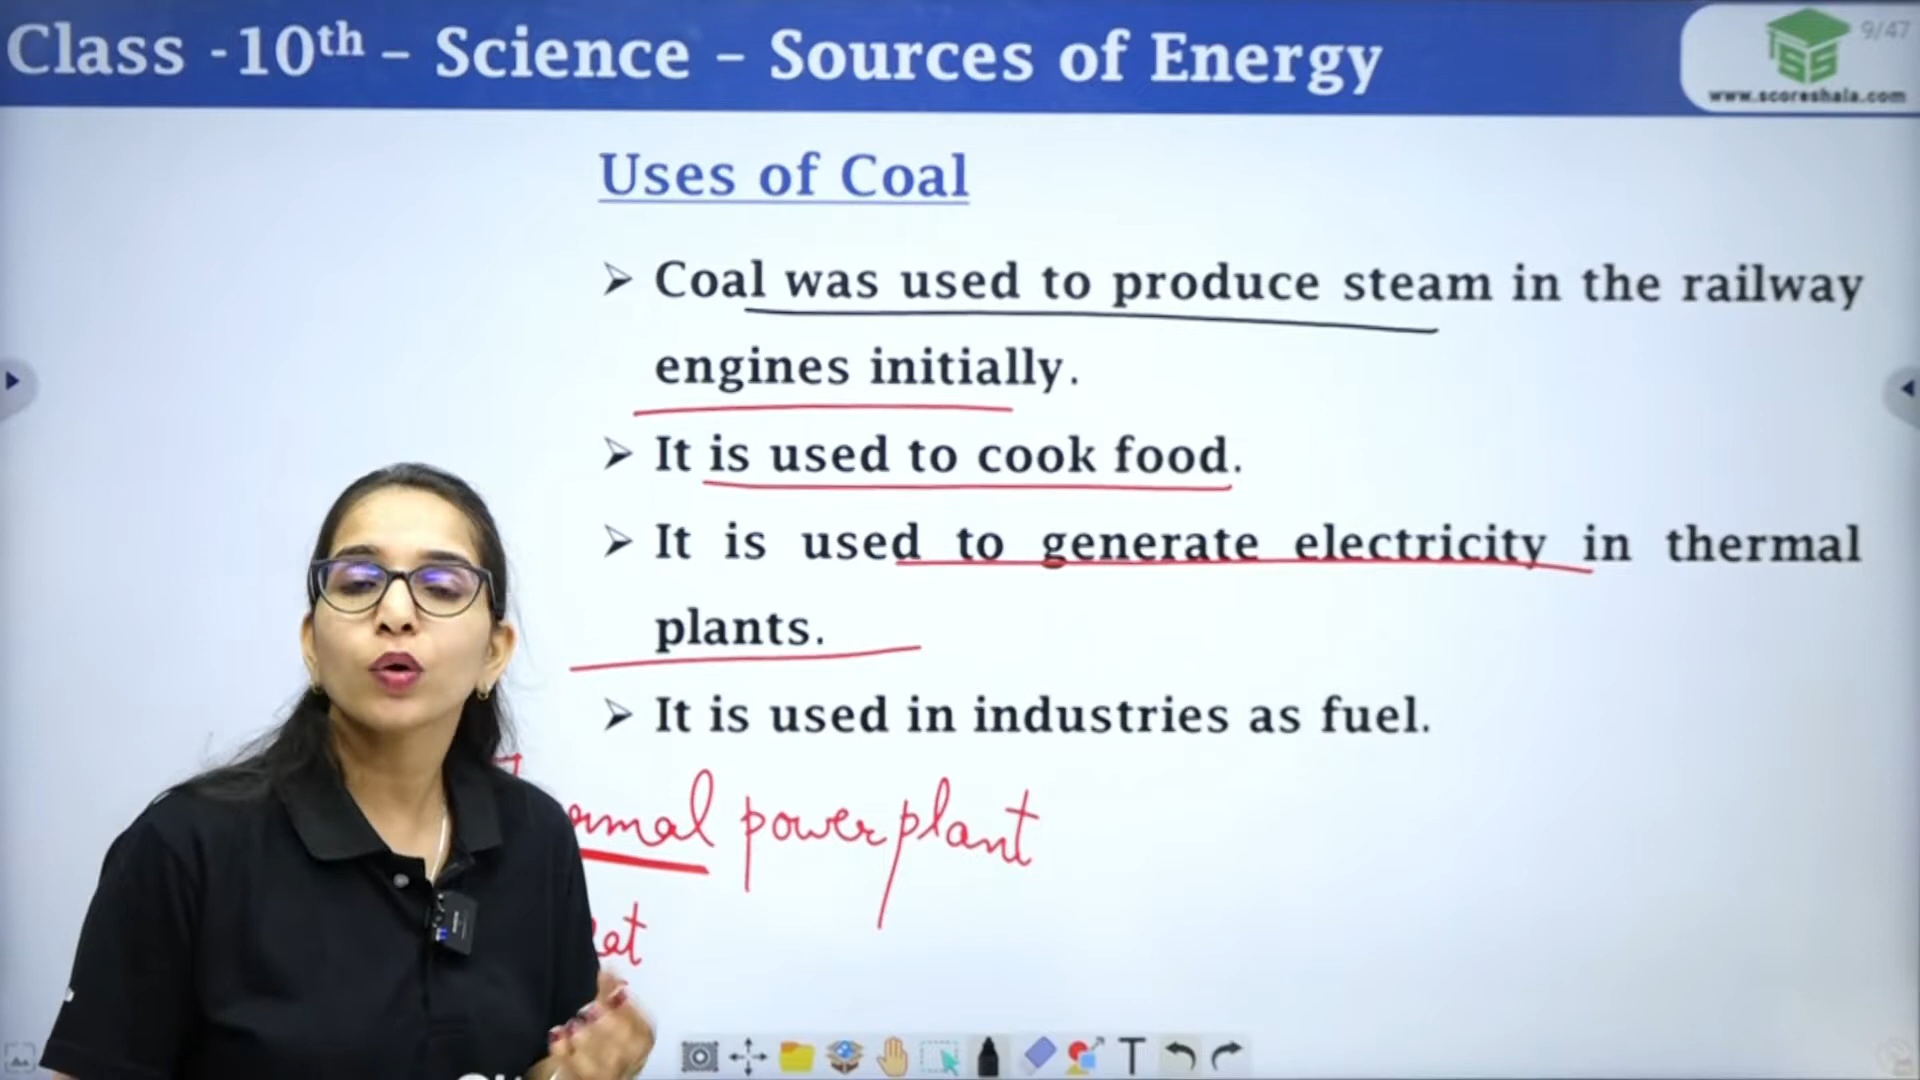 Class -10th – Science – Sources of Energy
9/47
www.scoreshala.com
Uses of Coal
➢ Coal was used to produce steam in the railway
engines initially.
➢ It is used to cook food.
➢ It is used to generate electricity in thermal
plants.
➢ It is used in industries as fuel.
power plant